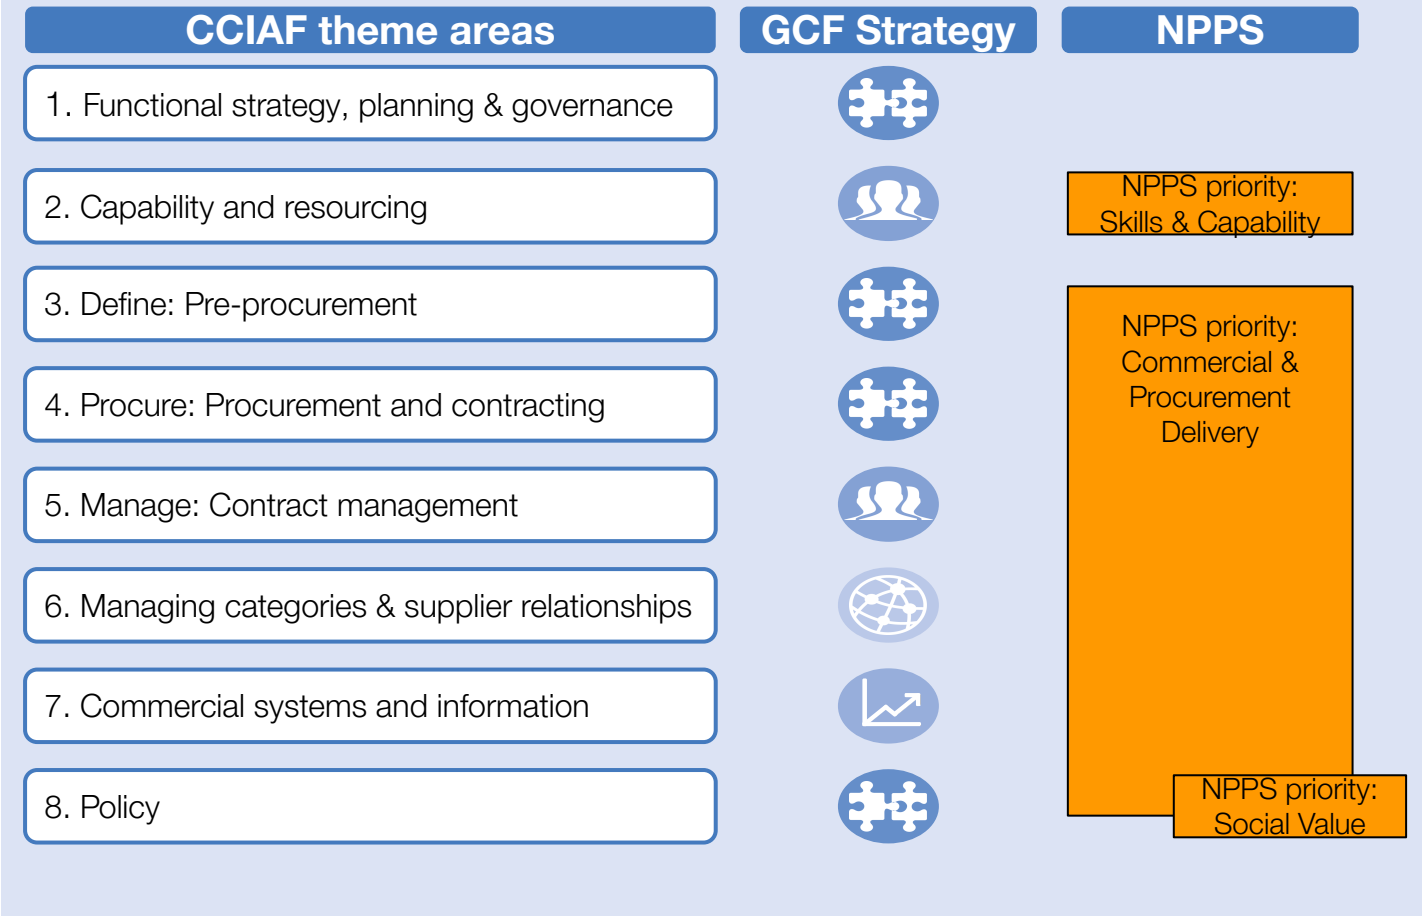 CCIAF theme areas
GCF Strategy
NPPS
1. Functional strategy, planning & governance
2. Capability and resourcing
NPPS priority:
Skills & Capability
3. Define: Pre-procurement
NPPS priority:
Commercial &
Procurement
Delivery
4. Procure: Procurement and contracting
5. Manage: Contract management
6. Managing categories & supplier relationships
7. Commercial systems and information
8. Policy
NPPS priority:
Social Value